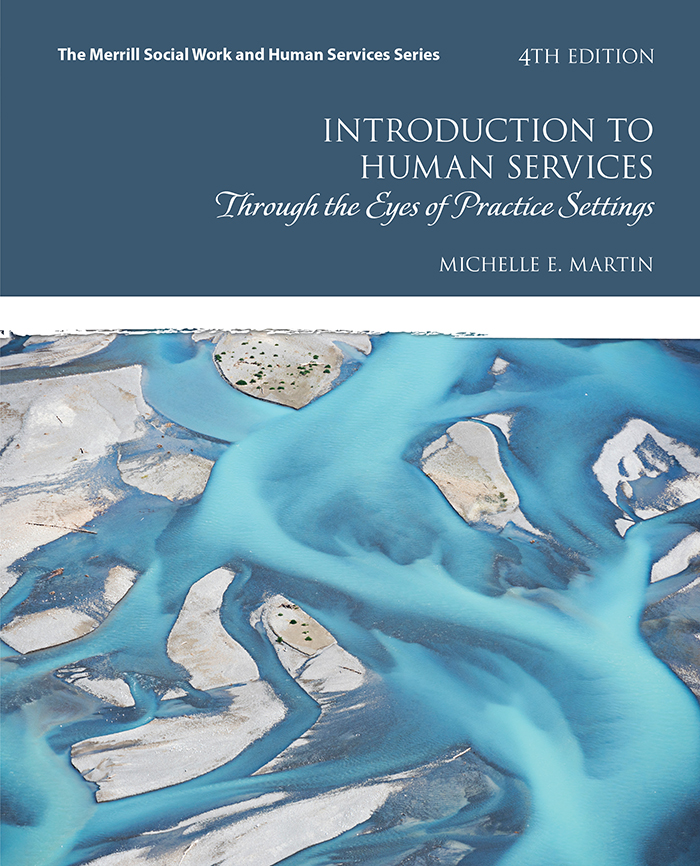 The Merrill Social Work and Human Services Series
4TH EDITION
INTRODUCTION TO
HUMAN SERVICES
Through the Eyes of Practice Settings
MICHELLE E. MARTIN